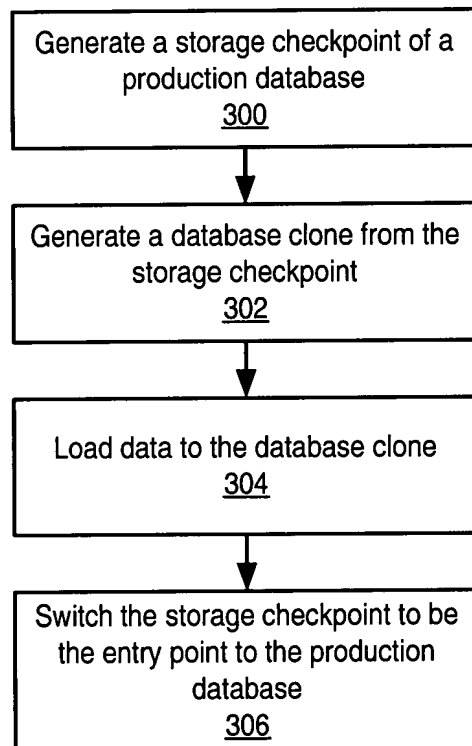 Generate a storage checkpoint of a
production database
300
Generate a database clone from the
storage checkpoint
302
Load data to the database clone
304
Switch the storage checkpoint to be
the entry point to the production
database
306